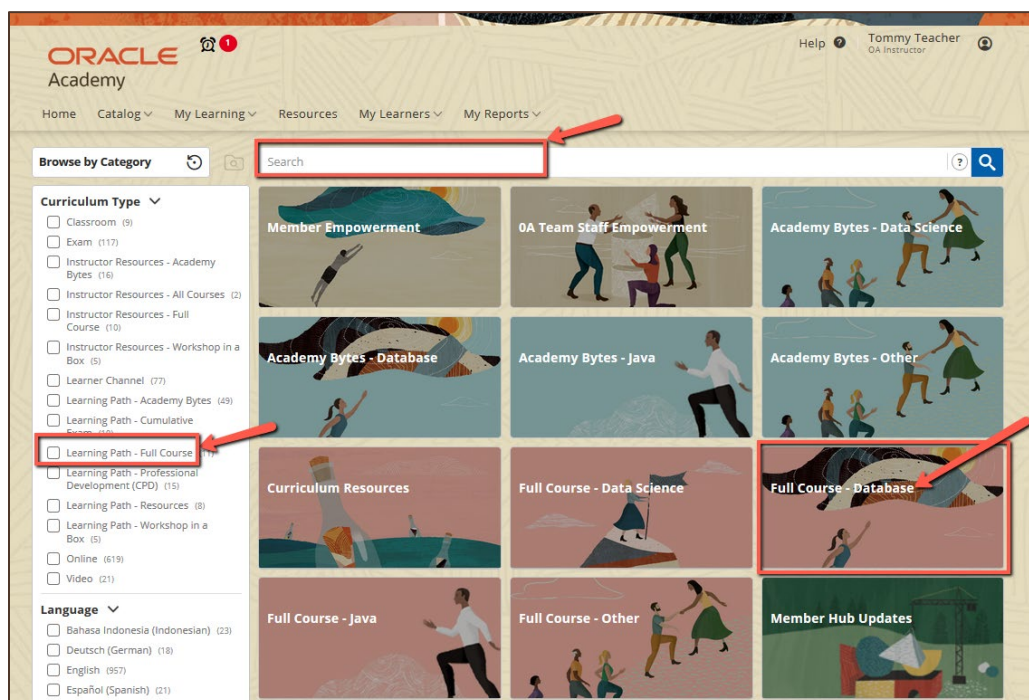 ORACLE
Academy
1
Help ?
Tommy Teacher
OA Instructor
Home Catalog My Learning Resources My Learners My Reports
Browse by Category
Search
?
Curriculum Type
Classroom (9)
Exam (117)
Instructor Resources - Academy
Bytes (16)
Instructor Resources - All Courses (2)
Instructor Resources - Full
Course (10)
Instructor Resources - Workshop in a
Box (5)
Learner Channel (77)
Learning Path - Academy Bytes (49)
Learning Path - Cumulative
Learning Path - Full Course
Learning Path - Professional
Development (CPD) (15)
Learning Path - Resources (8)
Learning Path - Workshop in a
Box (5)
Online (619)
Video (21)
Language
Bahasa Indonesia (Indonesian) (23)
Deutsch (German) (18)
English (957)
Español (Spanish) (21)
Member Empowerment
0A Team Staff Empowerment
Academy Bytes - Data Science
Academy Bytes - Database
Academy Bytes - Java
Academy Bytes - Other
Curriculum Resources
Full Course - Data Science
Full Course - Database
Full Course - Java
Full Course - Other
Member Hub Updates